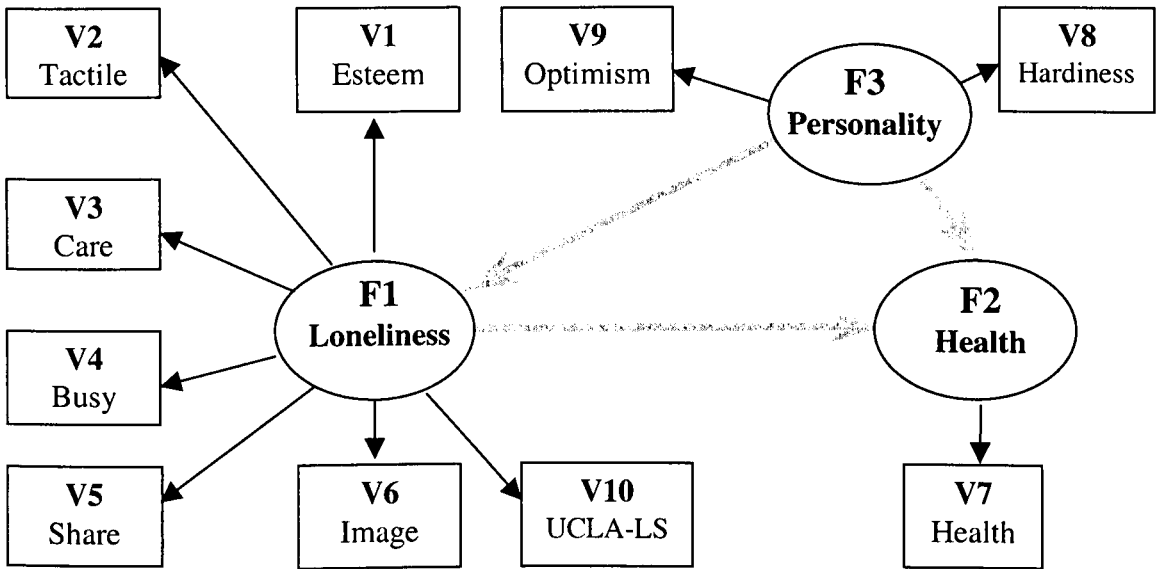 V2
Tactile
V1
Esteem
V9
Optimism
F3
Personality
V8
Hardiness
V3
Care
F1
Loneliness
F2
Health
V4
Busy
V5
Share
V6
Image
V10
UCLA-LS
V7
Health